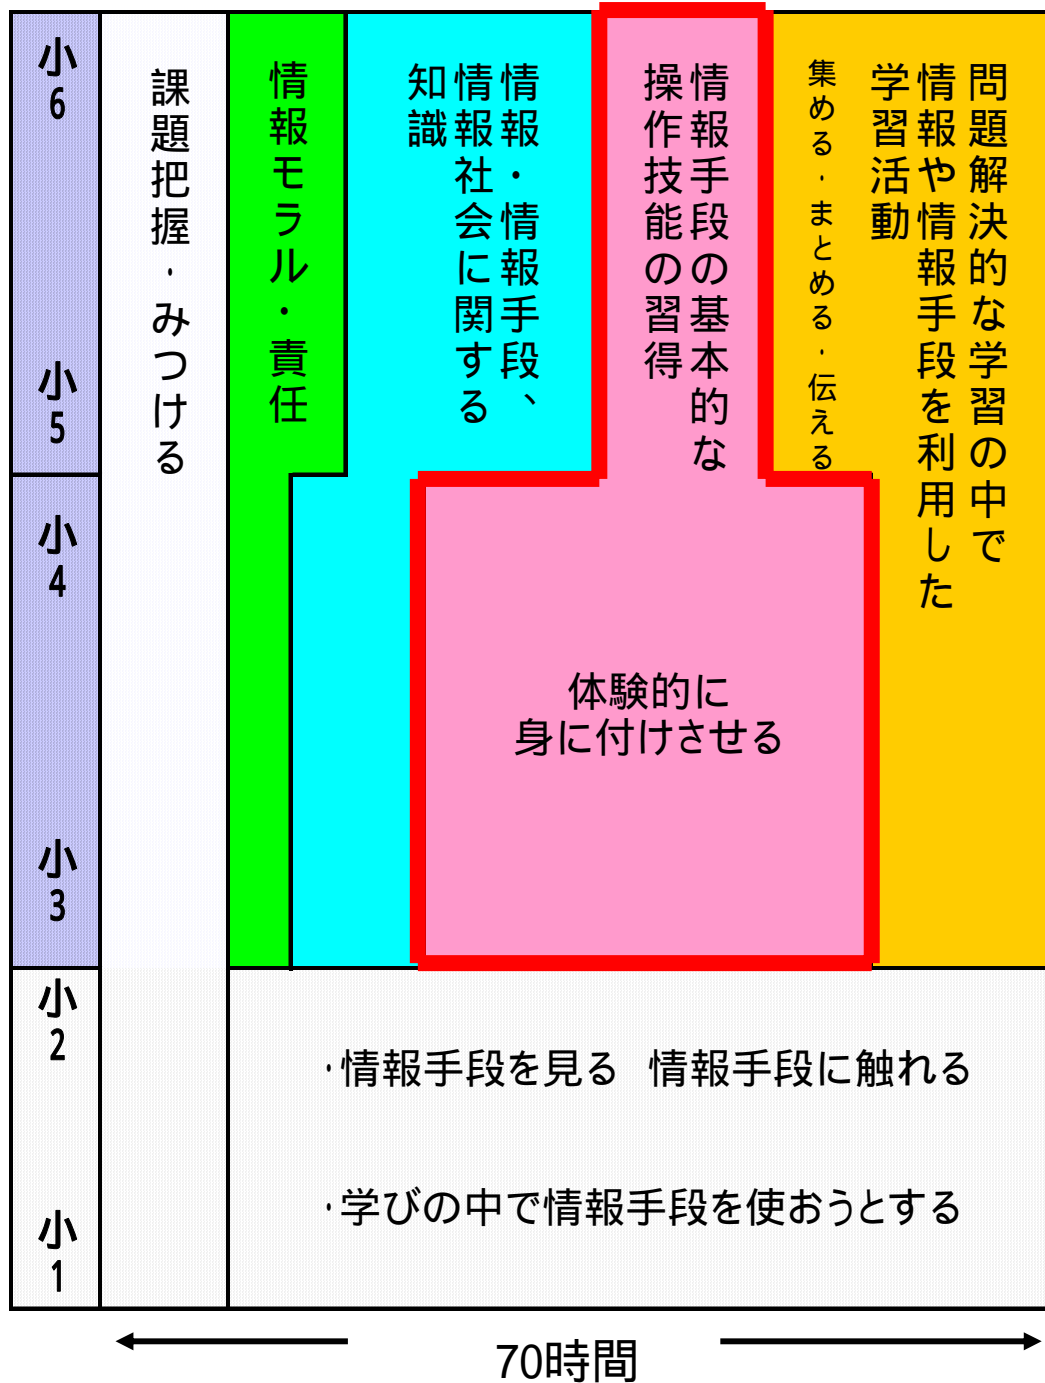 小6
小5
小4
小3
小2
小1
課題把握・みつける
情報モラル・責任
情報・情報手段、
情報社会に関する
知識
情報手段の基本的な
操作技能の習得
問題解決的な学習の中で
情報や情報手段を利用した
学習活動
集める・まとめる・伝える
体験的に
身に付けさせる
・情報手段を見る　情報手段に触れる
・学びの中で情報手段を使おうとする
70時間